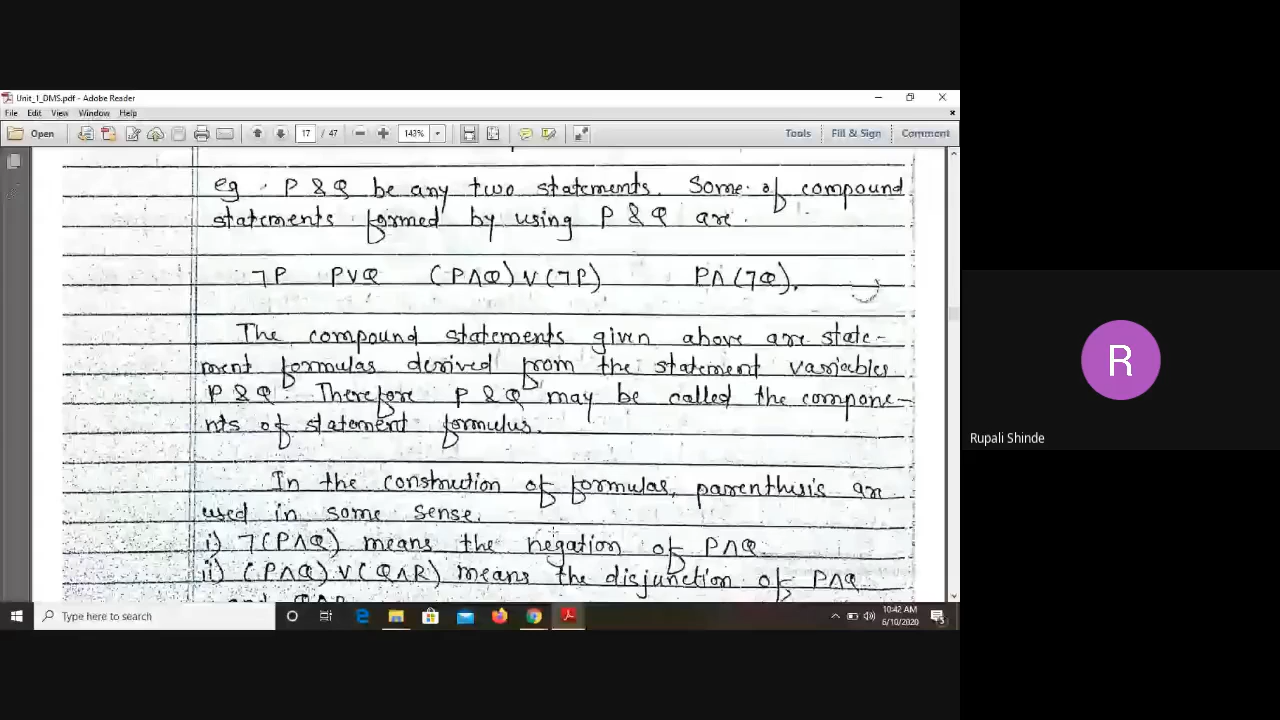 Unit_1_DMS.pdf - Adobe Reader
File Edit View Window Help
Open 17 / 47 143% Tools Fill & Sign Comment
eg. P & Q be any two statements. Some of compound
statements formed by using P & Q are.
¬P P∨Q (P∧Q)∨(¬P) P∧(¬Q).
The compound statements given above are state-
ment formulas derived from the statement variables
P & Q. Therefore P & Q may be called the compone-
nts of statement formulus.
In the constrution of formulas, parenthisis are
used in some sense.
i) ¬(P∧Q) means the negation of P∧Q.
ii) (P∧Q)∨(Q∧R) means the disjunction of P∧Q
and Q∧R
R
Rupali Shinde
Type here to search
10:42 AM
6/10/2020